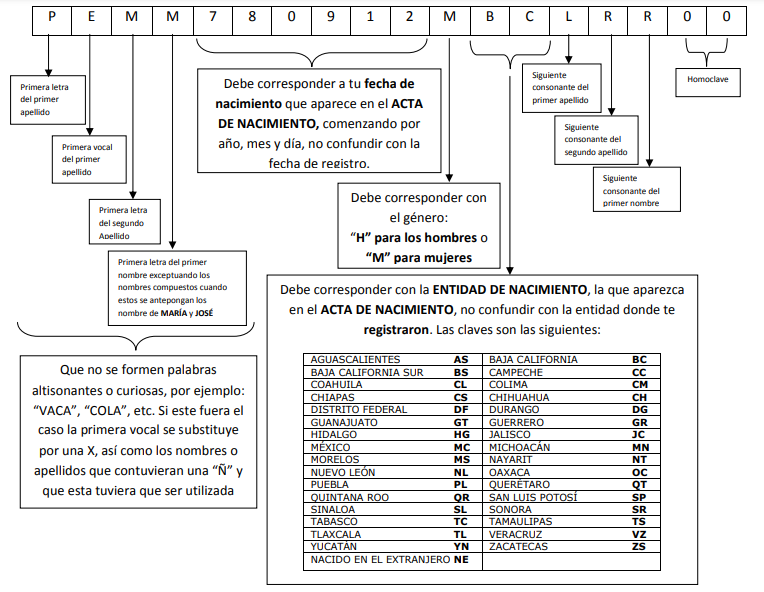 P E M M 7 8 0 9 1 2 M B C L R R 0 0
Primera letra
del primer
apellido
Primera vocal
del primer
apellido
Primera letra
del segundo
Apellido
Primera letra del primer
nombre exceptuando los
nombres compuestos cuando
estos se antepongan los
nombre de MARÍA y JOSÉ
Debe corresponder a tu fecha de
nacimiento que aparece en el ACTA
DE NACIMIENTO, comenzando por
año, mes y día, no confundir con la
fecha de registro.
Debe corresponder con
el género:
“H” para los hombres o
“M” para mujeres
Siguiente
consonante del
primer apellido
Siguiente
consonante del
segundo apellido
Siguiente
consonante del
primer nombre
Homoclave
Que no se formen palabras
altisonantes o curiosas, por ejemplo:
“VACA”, “COLA”, etc. Si este fuera el
caso la primera vocal se substituye
por una X, así como los nombres o
apellidos que contuvieran una “Ñ” y
que esta tuviera que ser utilizada
Debe corresponder con la ENTIDAD DE NACIMIENTO, la que aparezca
en el ACTA DE NACIMIENTO, no confundir con la entidad donde te
registraron. Las claves son las siguientes:
AGUASCALIENTES AS BAJA CALIFORNIA BC
BAJA CALIFORNIA SUR BS CAMPECHE CC
COAHUILA CL COLIMA CM
CHIAPAS CS CHIHUAHUA CH
DISTRITO FEDERAL DF DURANGO DG
GUANAJUATO GT GUERRERO GR
HIDALGO HG JALISCO JC
MÉXICO MC MICHOACÁN MN
MORELOS MS NAYARIT NT
NUEVO LEÓN NL OAXACA OC
PUEBLA PL QUERÉTARO QT
QUINTANA ROO QR SAN LUIS POTOSÍ SP
SINALOA SL SONORA SR
TABASCO TC TAMAULIPAS TS
TLAXCALA TL VERACRUZ VZ
YUCATÁN YN ZACATECAS ZS
NACIDO EN EL EXTRANJERO NE